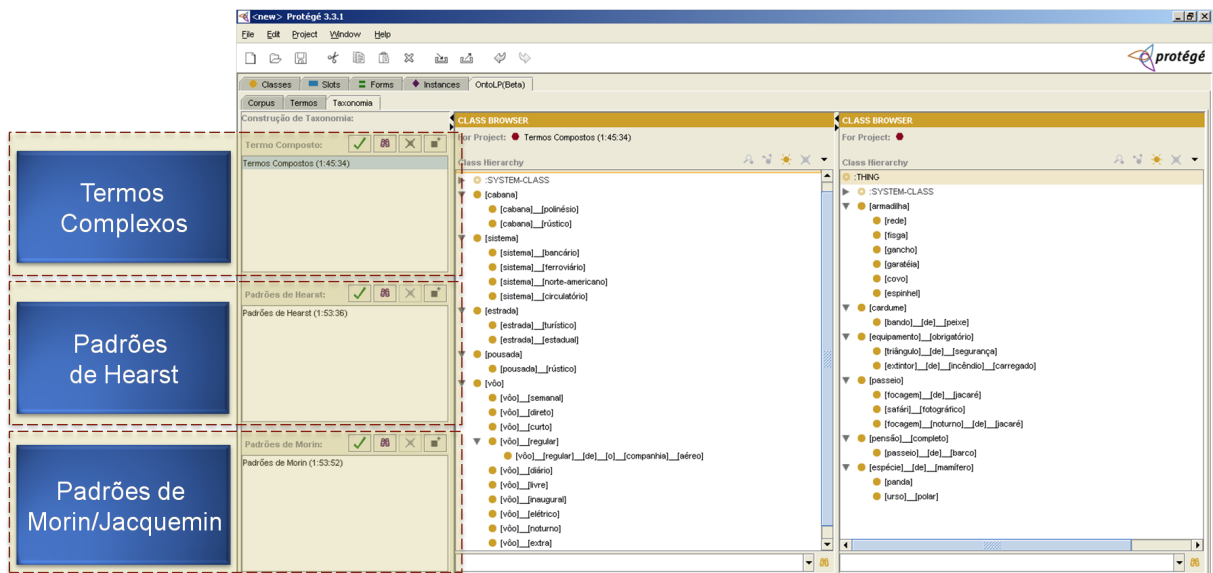 <new> Protégé 3.3.1
File Edit Project Window Help
protégé
Classes Slots Forms Instances OntoLP(Beta)
Corpus Termos Taxonomia
Construção de Taxonomia:
Termo Composto:
Termos Compostos (1:45:34)
Padrões de Hearst:
Padrões de Hearst (1:53:36)
Padrões de Morin:
Padrões de Morin (1:53:52)
Termos
Complexos
Padrões
de Hearst
Padrões de
Morin/Jacquemin
CLASS BROWSER
For Project: Termos Compostos (1:45:34)
Class Hierarchy
:SYSTEM-CLASS
[cabana]
[cabana]__[polinésio]
[cabana]__[rústico]
[sistema]
[sistema]__[bancário]
[sistema]__[ferroviário]
[sistema]__[norte-americano]
[sistema]__[circulatório]
[estrada]
[estrada]__[turístico]
[estrada]__[estadual]
[pousada]
[pousada]__[rústico]
[vôo]
[vôo]__[semanal]
[vôo]__[direto]
[vôo]__[curto]
[vôo]__[regular]
[vôo]__[regular]__[de]__[o]__[companhia]__[aéreo]
[vôo]__[diário]
[vôo]__[livre]
[vôo]__[inaugural]
[vôo]__[elétrico]
[vôo]__[noturno]
[vôo]__[extra]
CLASS BROWSER
For Project:
Class Hierarchy
:THING
:SYSTEM-CLASS
[armadilha]
[rede]
[fisga]
[gancho]
[garatéia]
[covo]
[espinhel]
[cardume]
[bando]__[de]__[peixe]
[equipamento]__[obrigatório]
[triângulo]__[de]__[segurança]
[extintor]__[de]__[incêndio]__[carregado]
[passeio]
[focagem]__[de]__[jacaré]
[safári]__[fotográfico]
[focagem]__[noturno]__[de]__[jacaré]
[pensão]__[completo]
[passeio]__[de]__[barco]
[espécie]__[de]__[mamífero]
[panda]
[urso]__[polar]